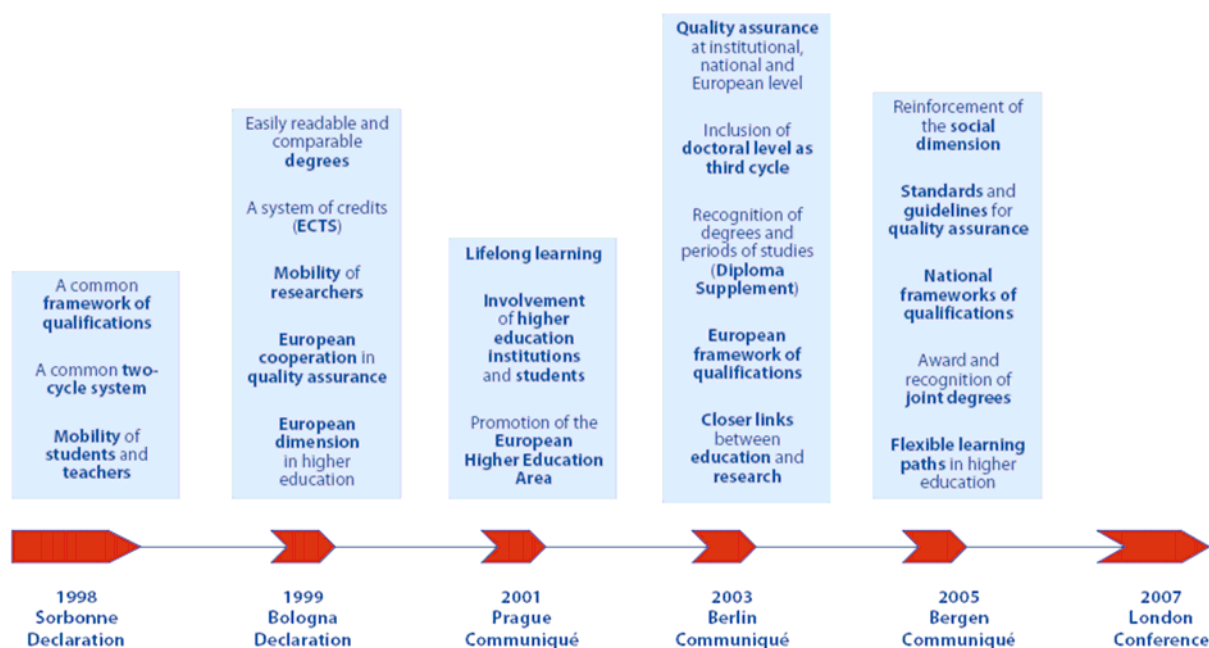 A common
framework of
qualifications
A common two-
cycle system
Mobility of
students and
teachers
Easily readable and
comparable
degrees
A system of credits
(ECTS)
Mobility of
researchers
European
cooperation in
quality assurance
European
dimension
in higher
education
Lifelong learning
Involvement
of higher
education
institutions
and students
Promotion of the
European
Higher Education
Area
Quality assurance
at institutional,
national and
European level
Inclusion of
doctoral level as
third cycle
Recognition of
degrees and
periods of studies
(Diploma
Supplement)
European
framework of
qualifications
Closer links
between
education and
research
Reinforcement of
the social
dimension
Standards and
guidelines for
quality assurance
National
frameworks of
qualifications
Award and
recognition of
joint degrees
Flexible learning
paths in higher
education
1998
Sorbonne
Declaration
1999
Bologna
Declaration
2001
Prague
Communiqué
2003
Berlin
Communiqué
2005
Bergen
Communiqué
2007
London
Conference